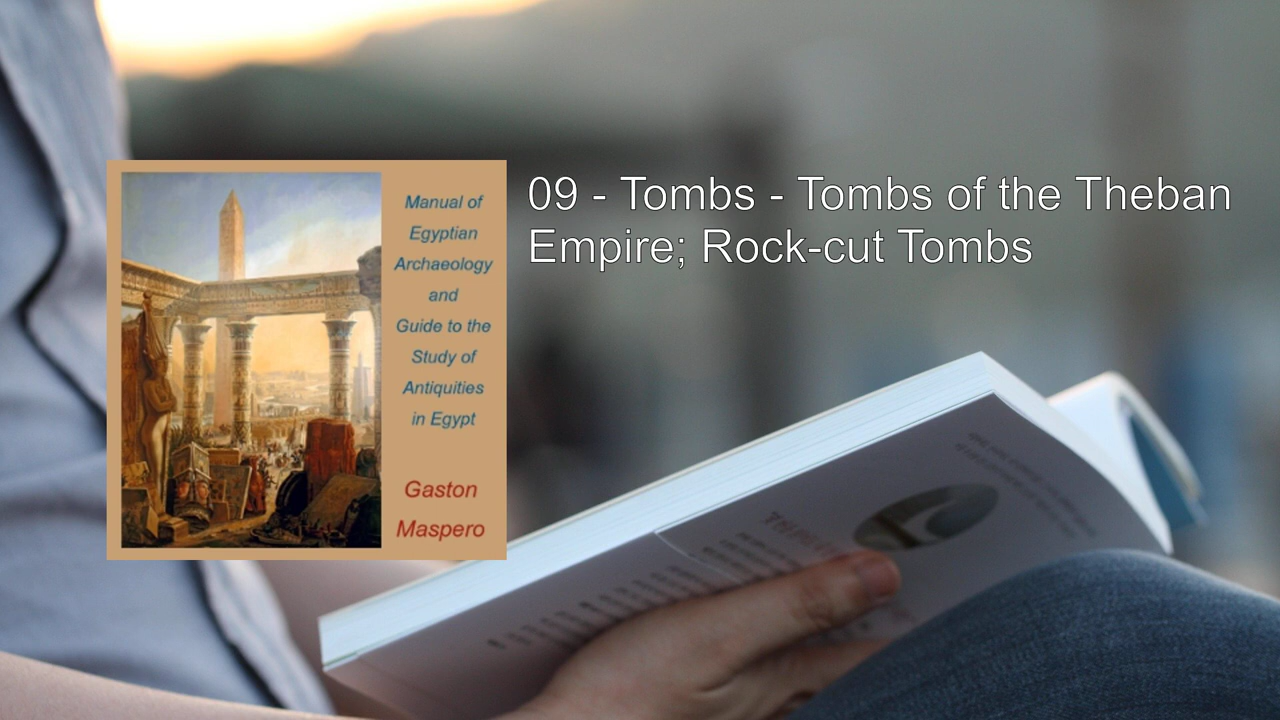 Manual of
Egyptian
Archaeology
and
Guide to the
Study of
Antiquities
in Egypt
Gaston
Maspero
09 - Tombs - Tombs of the Theban
Empire; Rock-cut Tombs